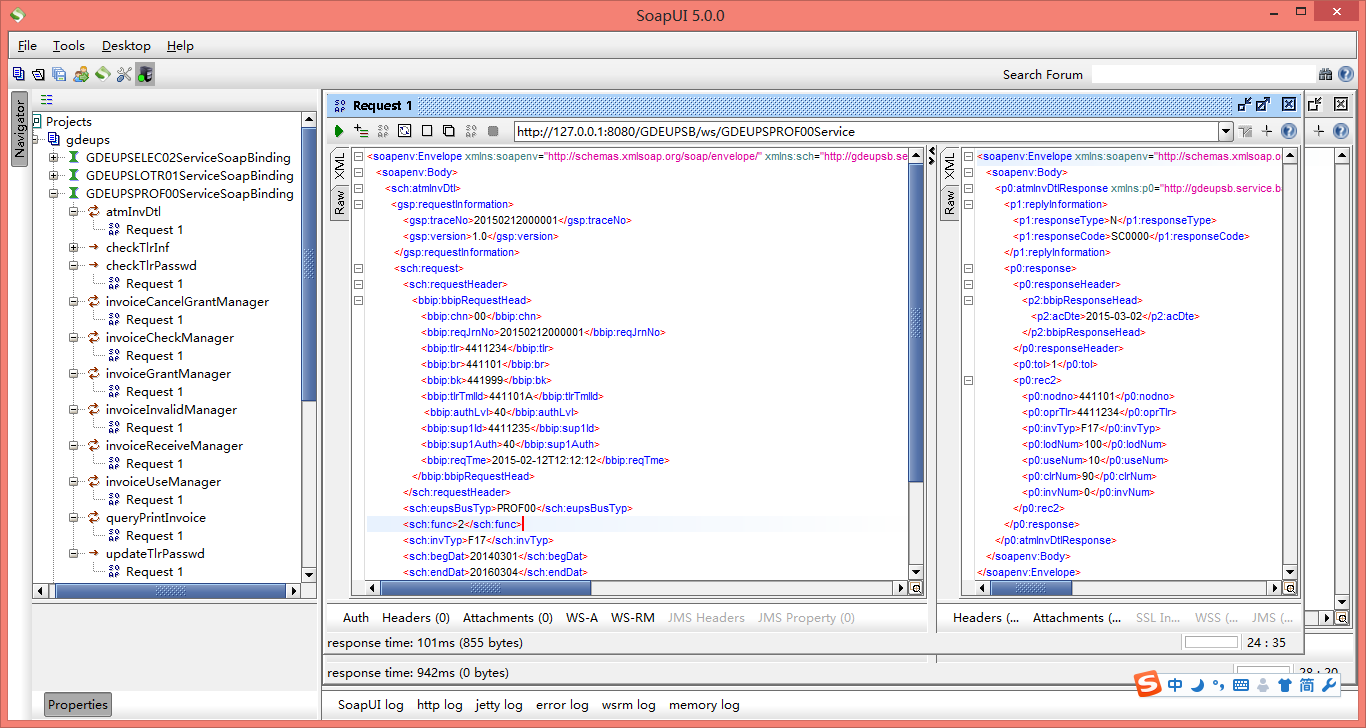 SoapUI 5.0.0
File Tools Desktop Help
Search Forum
Navigator
Projects
gdeups
GDEUPSELEC02ServiceSoapBinding
GDEUPSLOTR01ServiceSoapBinding
GDEUPSPROF00ServiceSoapBinding
atmInvDtl
Request 1
checkTlrInf
checkTlrPasswd
Request 1
invoiceCancelGrantManager
Request 1
invoiceCheckManager
Request 1
invoiceGrantManager
Request 1
invoiceInvalidManager
Request 1
invoiceReceiveManager
Request 1
invoiceUseManager
Request 1
queryPrintInvoice
Request 1
updateTlrPasswd
Request 1
Properties
Request 1
http://127.0.0.1:8080/GDEUPSB/ws/GDEUPSPROF00Service
XML
Raw
<soapenv:Envelope xmlns:soapenv="http://schemas.xmlsoap.org/soap/envelope/" xmlns:sch="http://gdeupsb.se
<soapenv:Body>
<sch:atmInvDtl>
<gsp:requestInformation>
<gsp:traceNo>20150212000001</gsp:traceNo>
<gsp:version>1.0</gsp:version>
</gsp:requestInformation>
<sch:request>
<sch:requestHeader>
<bbip:bbipRequestHead>
<bbip:chn>00</bbip:chn>
<bbip:reqJrnNo>20150212000001</bbip:reqJrnNo>
<bbip:tlr>4411234</bbip:tlr>
<bbip:br>441101</bbip:br>
<bbip:bk>441999</bbip:bk>
<bbip:tlrTmlId>441101A</bbip:tlrTmlId>
<bbip:authLvl>40</bbip:authLvl>
<bbip:sup1Id>4411235</bbip:sup1Id>
<bbip:sup1Auth>40</bbip:sup1Auth>
<bbip:reqTme>2015-02-12T12:12:12</bbip:reqTme>
</bbip:bbipRequestHead>
</sch:requestHeader>
<sch:eupsBusTyp>PROF00</sch:eupsBusTyp>
<sch:func>2</sch:func>
<sch:invTyp>F17</sch:invTyp>
<sch:begDat>20140301</sch:begDat>
<sch:endDat>20160304</sch:endDat>
XML
Raw
<soapenv:Envelope xmlns:soapenv="http://schemas.xmlsoap.o
<soapenv:Body>
<p0:atmInvDtlResponse xmlns:p0="http://gdeupsb.service.b
<p1:replyInformation>
<p1:responseType>N</p1:responseType>
<p1:responseCode>SC0000</p1:responseCode>
</p1:replyInformation>
<p0:response>
<p0:responseHeader>
<p2:bbipResponseHead>
<p2:acDte>2015-03-02</p2:acDte>
</p2:bbipResponseHead>
</p0:responseHeader>
<p0:tol>1</p0:tol>
<p0:rec2>
<p0:nodno>441101</p0:nodno>
<p0:oprTlr>4411234</p0:oprTlr>
<p0:invTyp>F17</p0:invTyp>
<p0:lodNum>100</p0:lodNum>
<p0:useNum>10</p0:useNum>
<p0:clrNum>90</p0:clrNum>
<p0:invNum>0</p0:invNum>
</p0:rec2>
</p0:response>
</p0:atmInvDtlResponse>
</soapenv:Body>
</soapenv:Envelope>
Auth Headers (0) Attachments (0) WS-A WS-RM JMS Headers JMS Property (0)
Headers (... Attachments (... SSL In... WSS (... JMS (...
response time: 101ms (855 bytes)
24 : 35
response time: 942ms (0 bytes)
28 : 20
中 简
SoapUI log http log jetty log error log wsrm log memory log